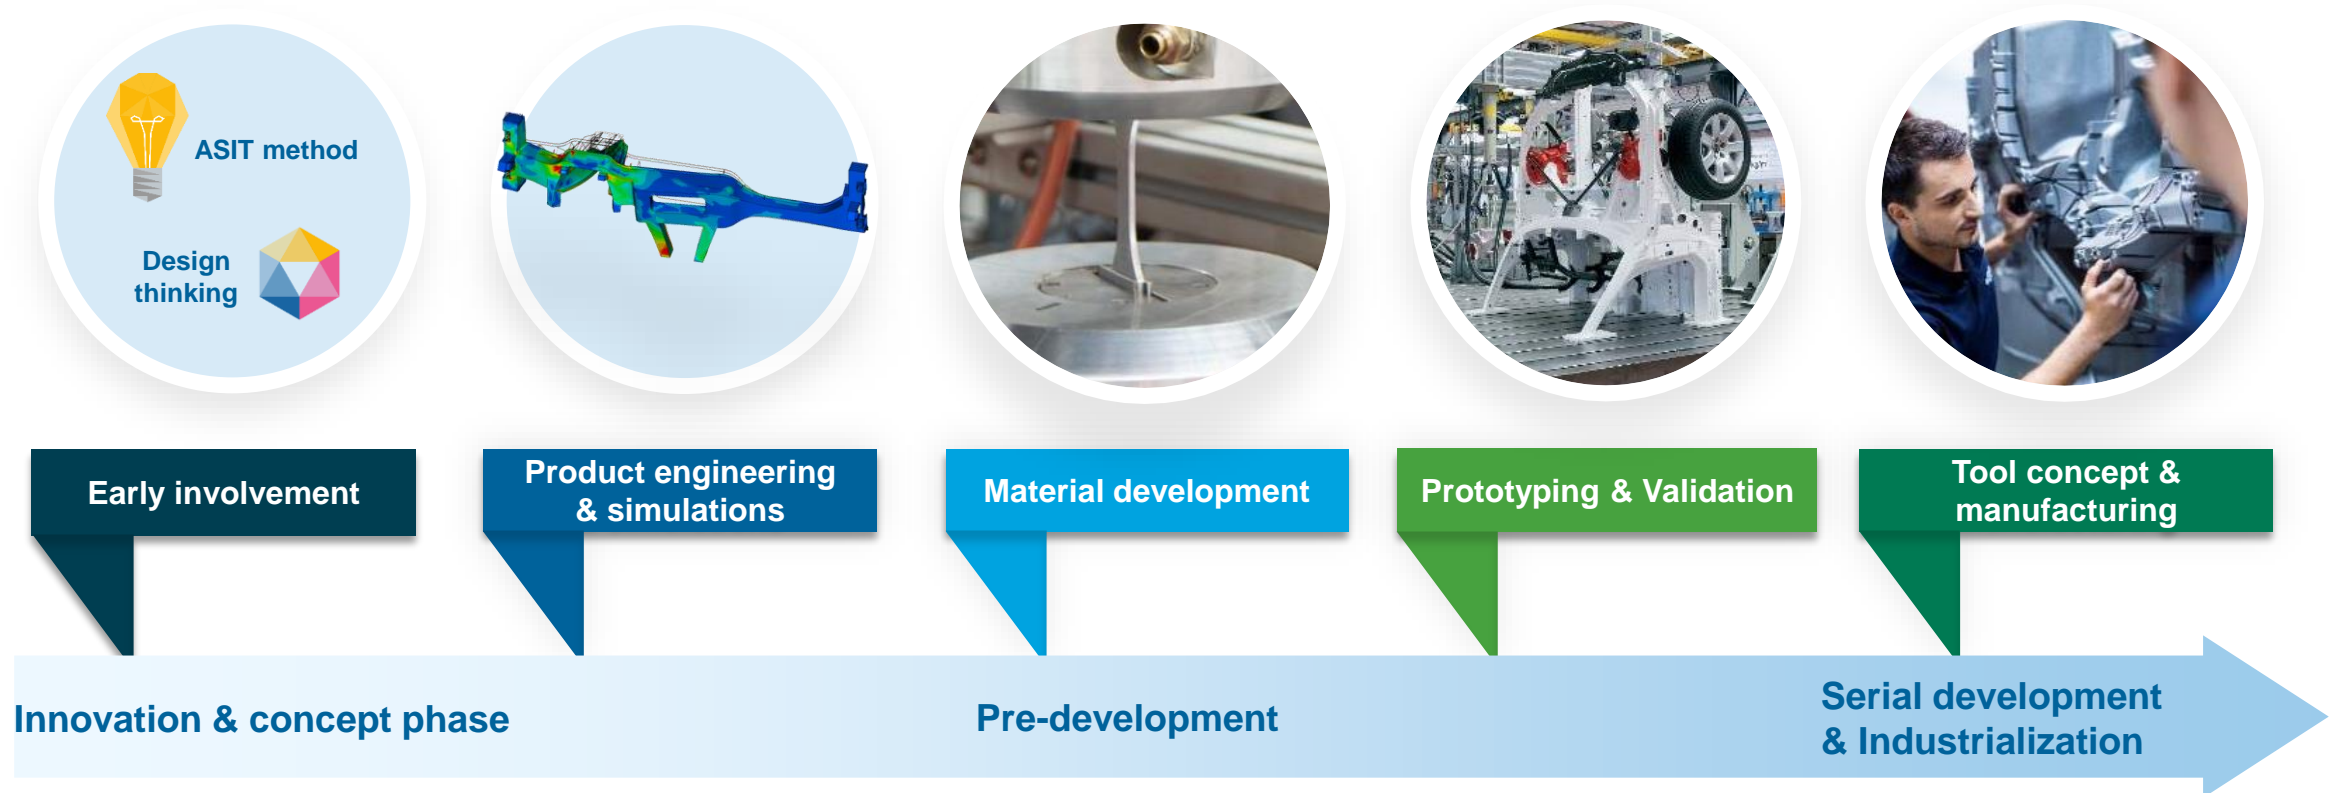 ASIT method
Design
thinking
Early involvement
Product engineering
& simulations
Material development
Prototyping & Validation
Tool concept &
manufacturing
Innovation & concept phase
Pre-development
Serial development
& Industrialization